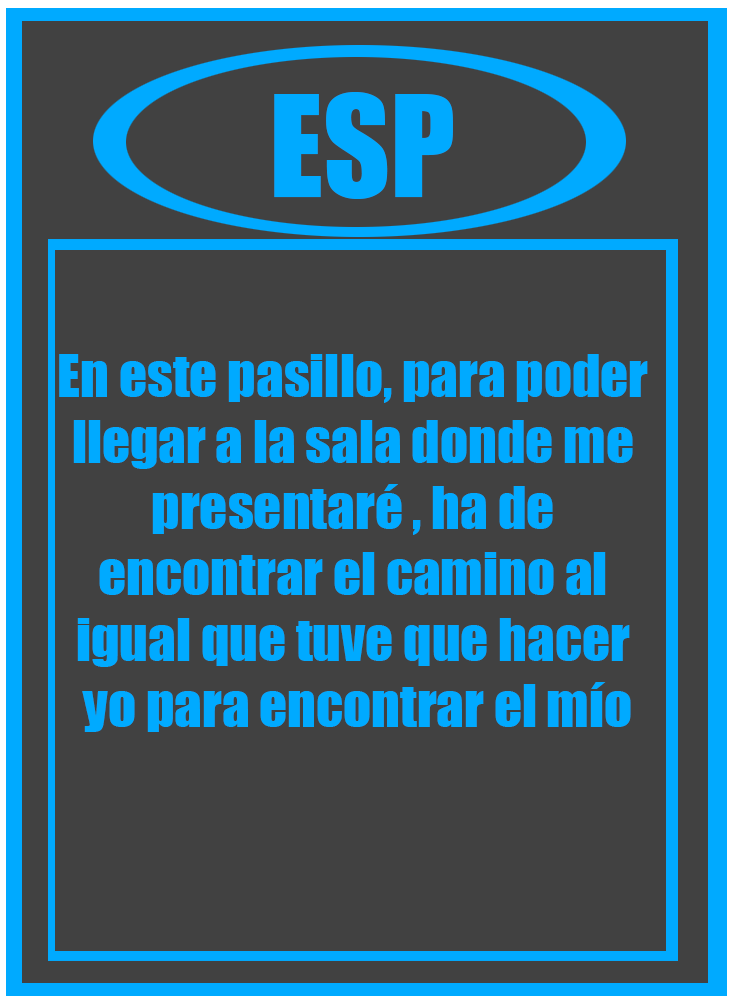 ESP
En este pasillo, para poder
llegar a la sala donde me
presentaré , ha de
encontrar el camino al
igual que tuve que hacer
yo para encontrar el mío